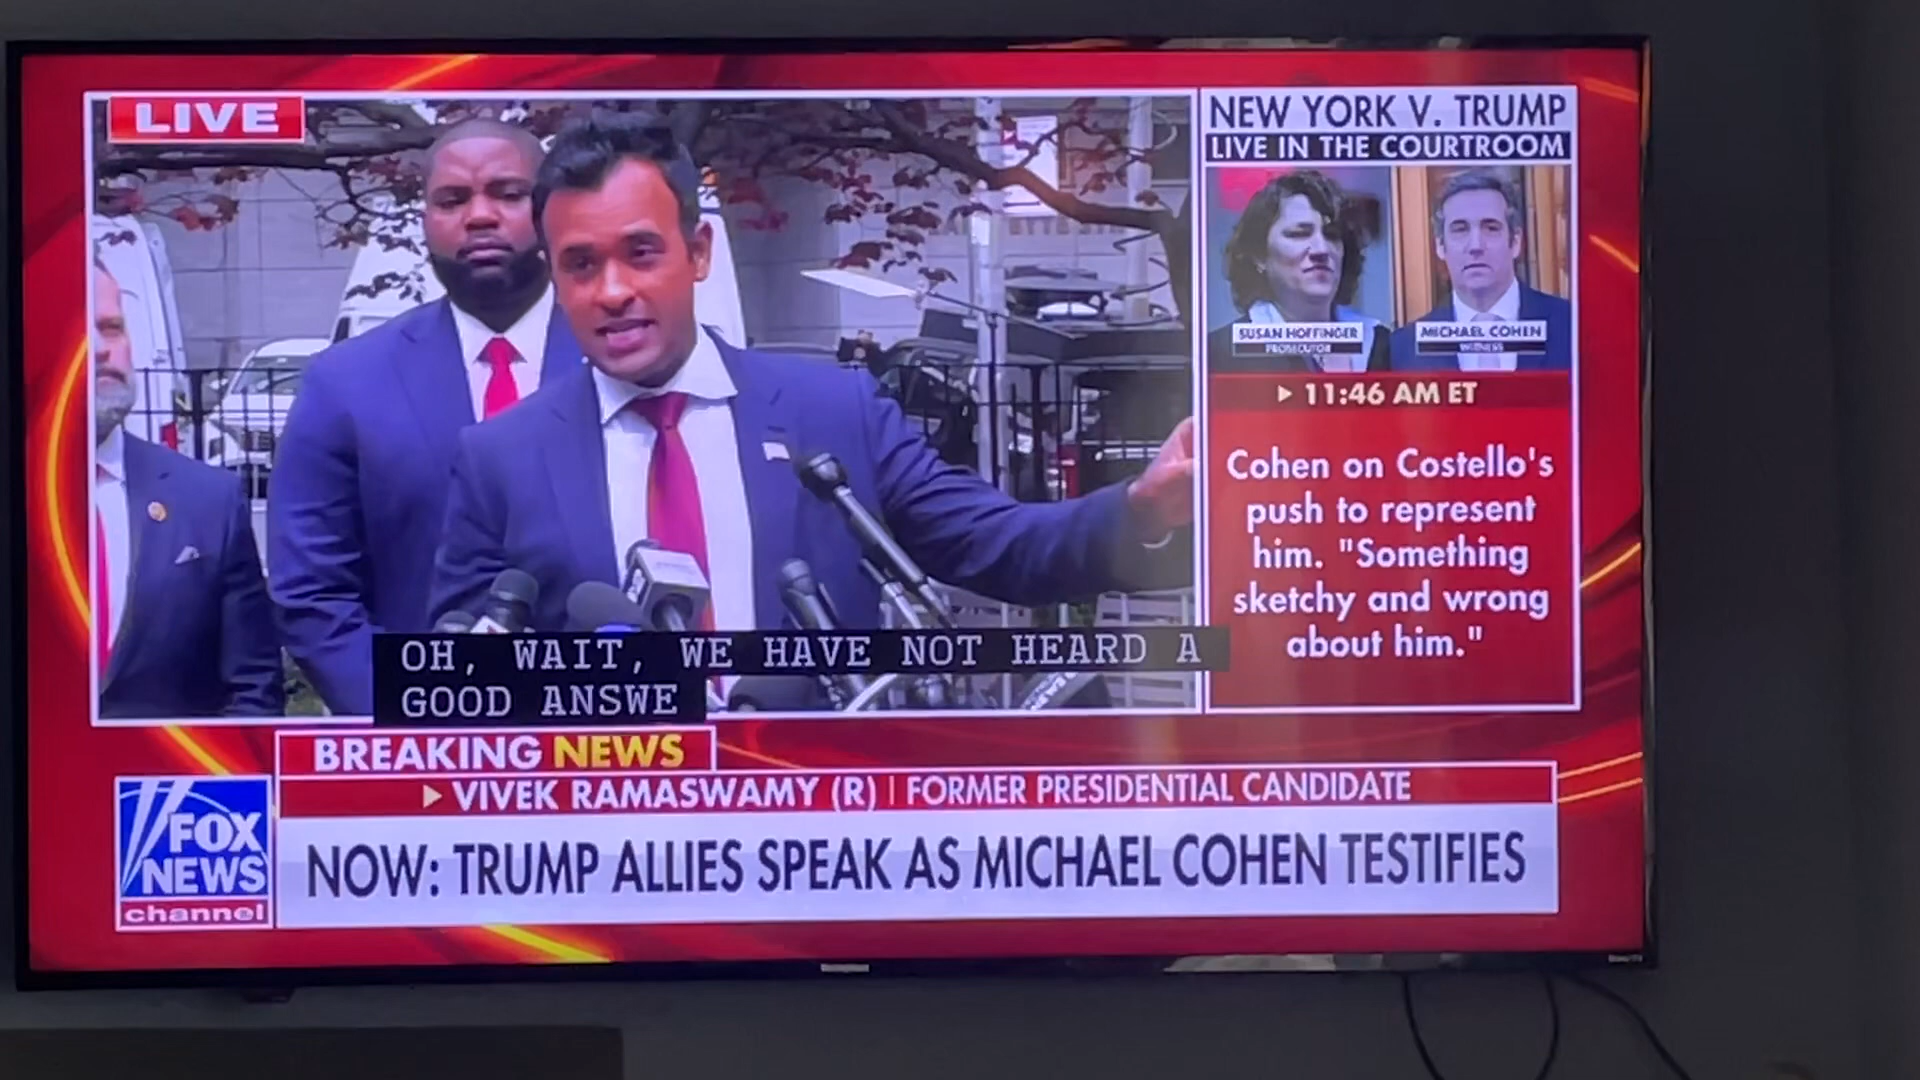 LIVE
NEW YORK V. TRUMP
LIVE IN THE COURTROOM
SUSAN HOFFINGER
PROSECUTOR
MICHAEL COHEN
WITNESS
11:46 AM ET
Cohen on Costello's
push to represent
him. "Something
sketchy and wrong
about him."
OH, WAIT, WE HAVE NOT HEARD A
GOOD ANSWE
BREAKING NEWS
VIVEK RAMASWAMY (R) | FORMER PRESIDENTIAL CANDIDATE
NOW: TRUMP ALLIES SPEAK AS MICHAEL COHEN TESTIFIES
FOX
NEWS
channel